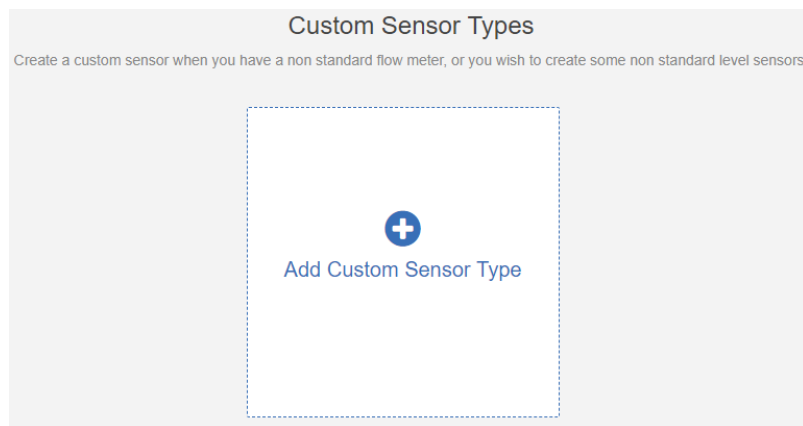 Custom Sensor Types
Create a custom sensor when you have a non standard flow meter, or you wish to create some non standard level sensors
Add Custom Sensor Type